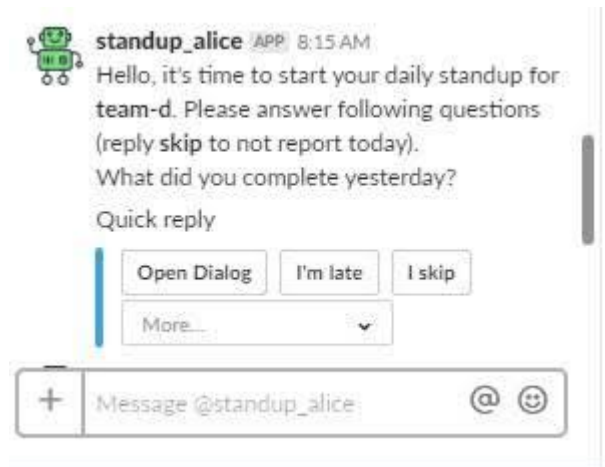 standup_alice APP 8:15 AM
Hello, it's time to start your daily standup for
team-d. Please answer following questions
(reply skip to not report today).
What did you complete yesterday?
Quick reply
Open Dialog I'm late I skip
More...
Message @standup_alice